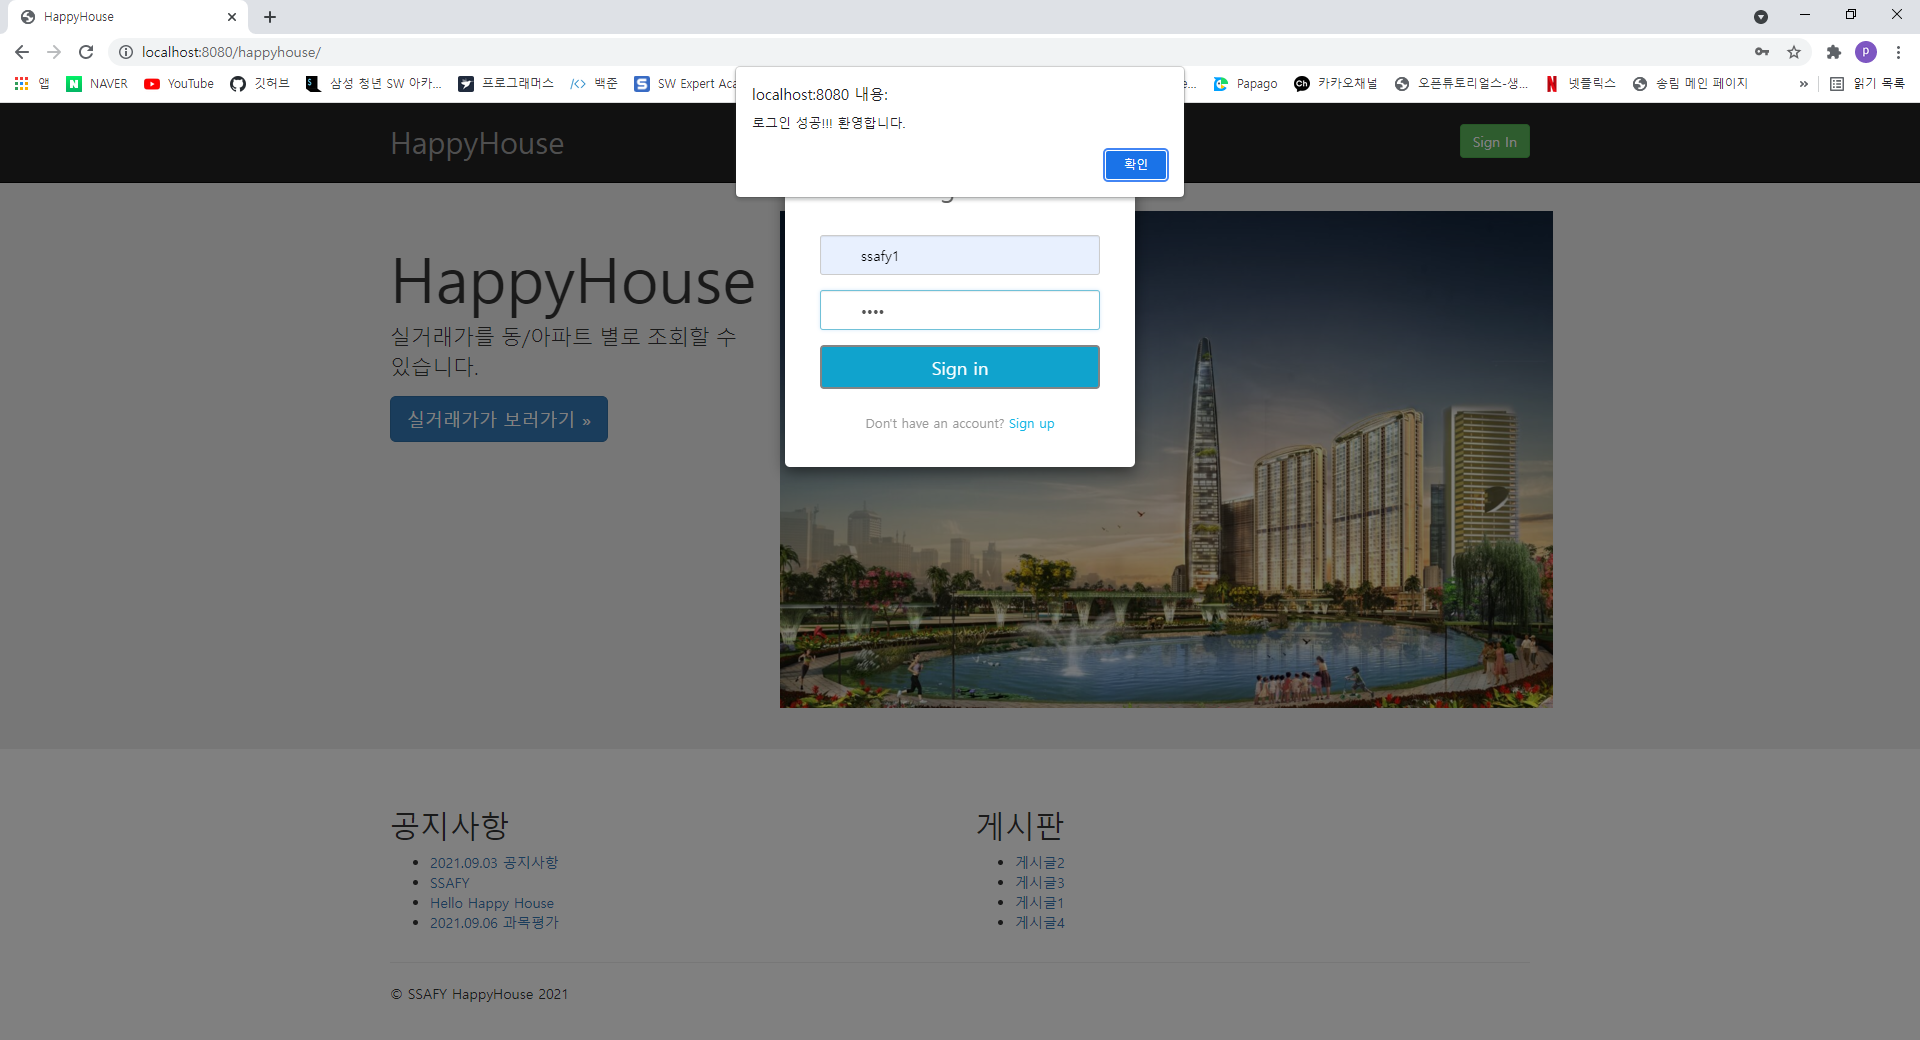 HappyHouse
localhost:8080/happyhouse/
P
앱
NAVER
YouTube
깃허브
삼성 청년 SW 아카...
프로그래머스
백준
SW Expert Aca
e...
Papago
카카오채널
오픈튜토리얼스-생...
넷플릭스
송림 메인 페이지
»
읽기 목록
localhost:8080 내용:
로그인 성공!!! 환영합니다.
확인
HappyHouse
Sign In
HappyHouse
실거래가를 동/아파트 별로 조회할 수
있습니다.
실거래가가 보러가기 »
ssafy1
••••
Sign in
Don't have an account? Sign up
공지사항
2021.09.03 공지사항
SSAFY
Hello Happy House
2021.09.06 과목평가
게시판
게시글2
게시글3
게시글1
게시글4
© SSAFY HappyHouse 2021